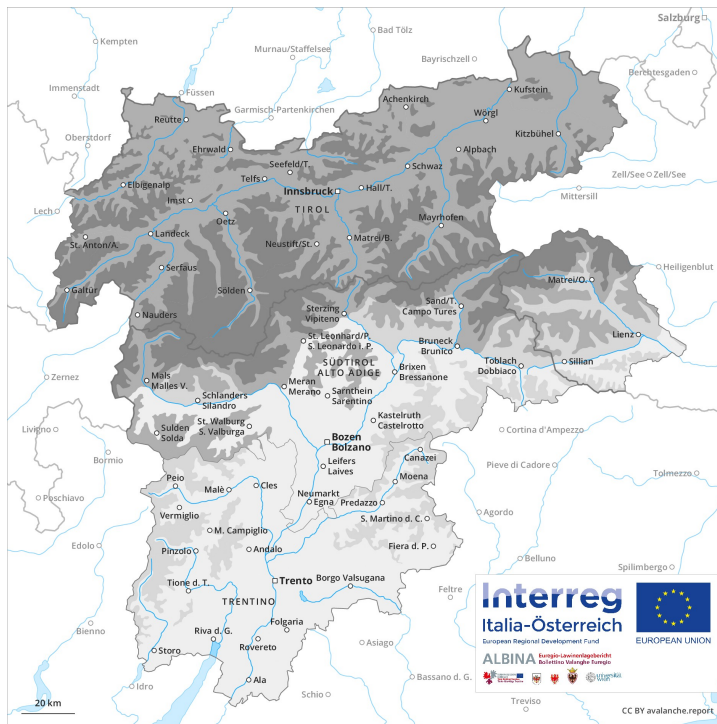 Salzburg
Kempten
Bad Tölz
Murnau/Staffelsee
Bayrischzell
Berchtesgaden
Immenstadt
Füssen
Garmisch-Partenkirchen
Achenkirch
Kufstein
Reutte
Wörgl
Oberstdorf
Ehrwald
Kitzbühel
Alpbach
Seefeld/T.
Schwaz
Telfs
Zell/See
Zell/See
Elbigenalp
Innsbruck
Hall/T.
Mittersill
Imst
TIROL
Lech
Oetz
Mayrhofen
Landeck
St. Anton/A.
Neustift/St.
Matrei/B.
Serfaus
Heiligenblut
Galtür
Sölden
Matrei/O.
Nauders
Sterzing
Vipiteno
Sand/T.
Campo Tures
St. Leonhard/P.
S. Leonardo i. P.
Lienz
Bruneck
Brunico
SÜDTIROL
ALTO ADIGE
Toblach
Dobbiaco
Sillian
Zernez
Mals
Malles V.
Meran
Merano
Brixen
Bressanone
Schlanders
Silandro
Sarnthein
Sarentino
St. Walburg
S. Valburga
Kastelruth
Castelrotto
Livigno
Sulden
Solda
Cortina d'Ampezzo
Bozen
Bolzano
Bormio
Canazei
Leifers
Laives
Pieve di Cadore
Tolmezzo
Peio
Moena
Poschiavo
Malè
Cles
Neumarkt
Egna
Predazzo
Vermiglio
Agordo
S. Martino d. C.
M. Campiglio
Edolo
Pinzolo
Andalo
Fiera d. P.
Belluno
Spilimbergo
Tione d. T.
Trento
Borgo Valsugana
Feltre
TRENTINO
Bienno
Folgaria
Riva d. G.
Rovereto
Asiago
Storo
Ala
Bassano d. G.
Idro
Schio
Treviso
20 km
Interreg
Italia-Österreich
European Regional Development Fund
EUROPEAN UNION
ALBINA
Euregio-Lawinenlagebericht
Bollettino Valanghe Euregio
universität
wien
CC BY avalanche.report